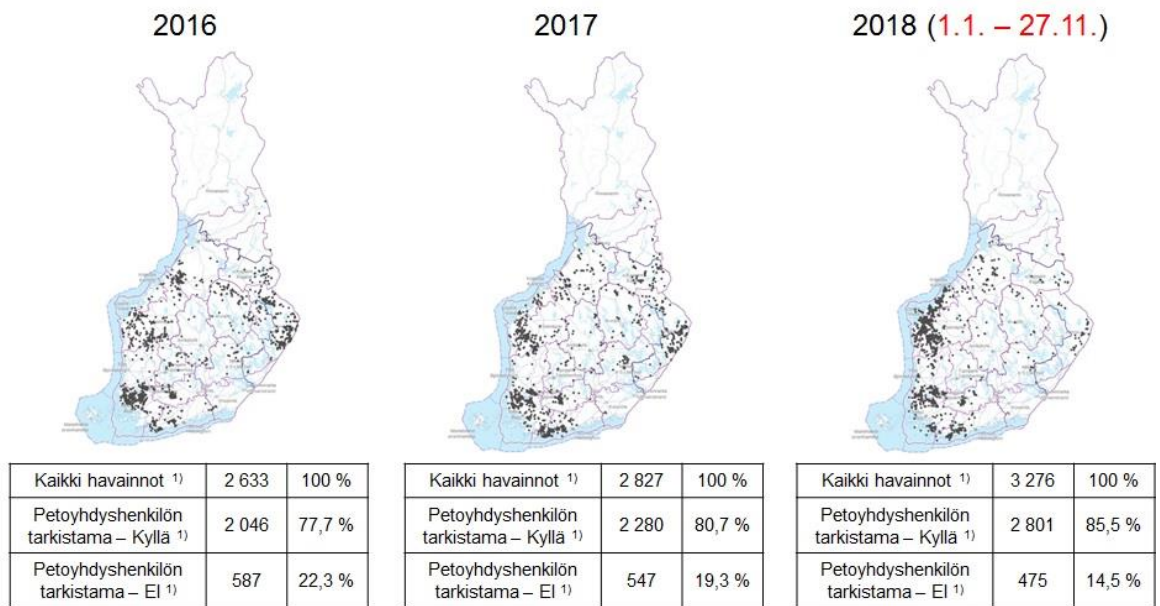 2016
2017
2018 (1.1. – 27.11.)
Kaikki havainnot ¹⁾ 2 633 100 %
Petoyhdyshenkilön
tarkistama – Kyllä ¹⁾ 2 046 77,7 %
Petoyhdyshenkilön
tarkistama – EI ¹⁾ 587 22,3 %
Kaikki havainnot ¹⁾ 2 827 100 %
Petoyhdyshenkilön
tarkistama – Kyllä ¹⁾ 2 280 80,7 %
Petoyhdyshenkilön
tarkistama – EI ¹⁾ 547 19,3 %
Kaikki havainnot ¹⁾ 3 276 100 %
Petoyhdyshenkilön
tarkistama – Kyllä ¹⁾ 2 801 85,5 %
Petoyhdyshenkilön
tarkistama – EI ¹⁾ 475 14,5 %